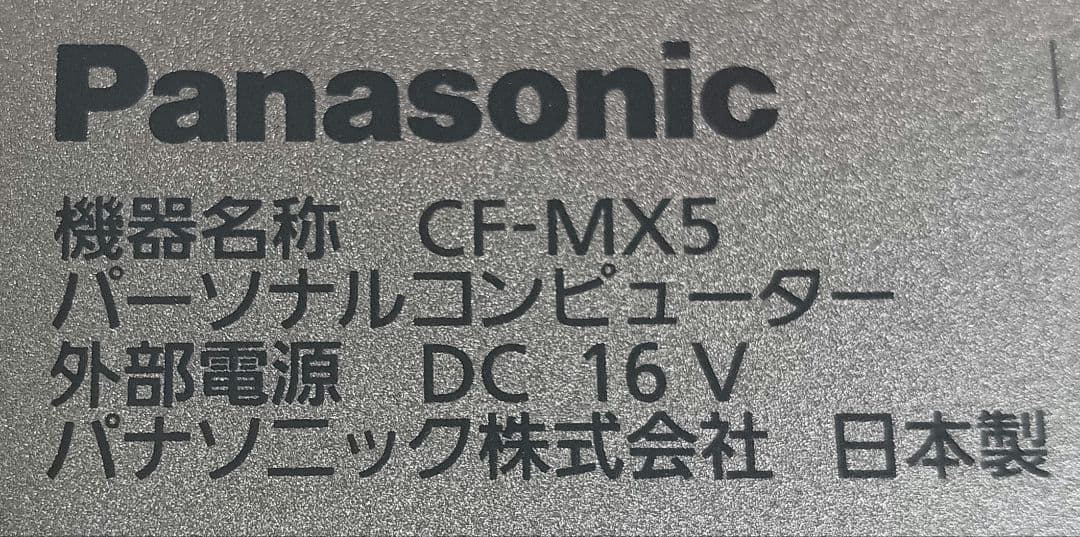 Panasonic
機器名称 CF-MX5
パーソナルコンピューター
外部電源 DC 16 V
パナソニック株式会社 日本製